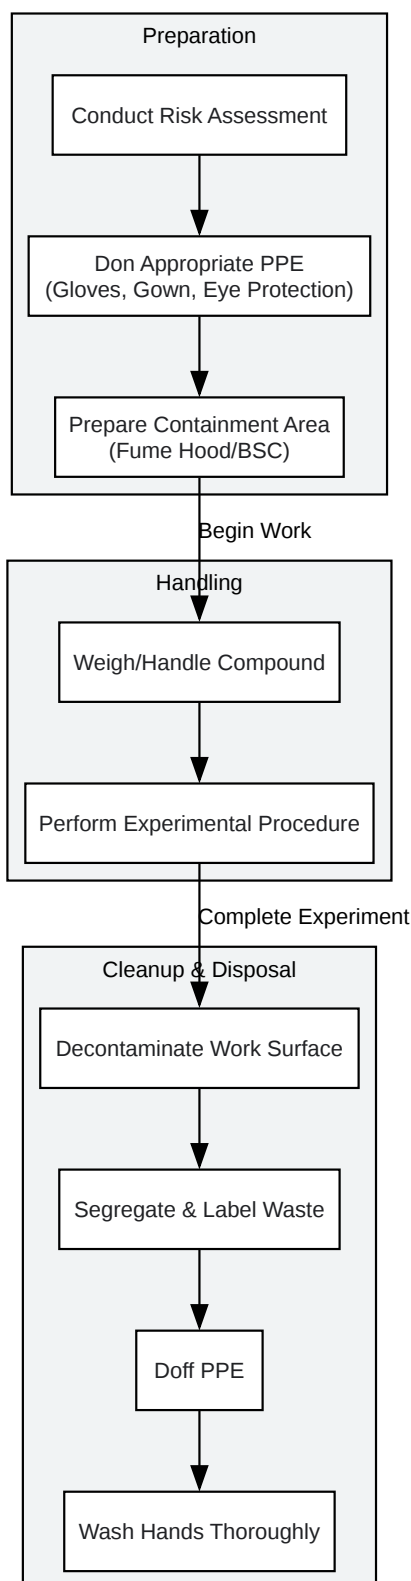 Preparation
Conduct Risk Assessment
Don Appropriate PPE
(Gloves, Gown, Eye Protection)
Prepare Containment Area
(Fume Hood/BSC)
Begin Work
Handling
Weigh/Handle Compound
Perform Experimental Procedure
Complete Experiment
Cleanup & Disposal
Decontaminate Work Surface
Segregate & Label Waste
Doff PPE
Wash Hands Thoroughly